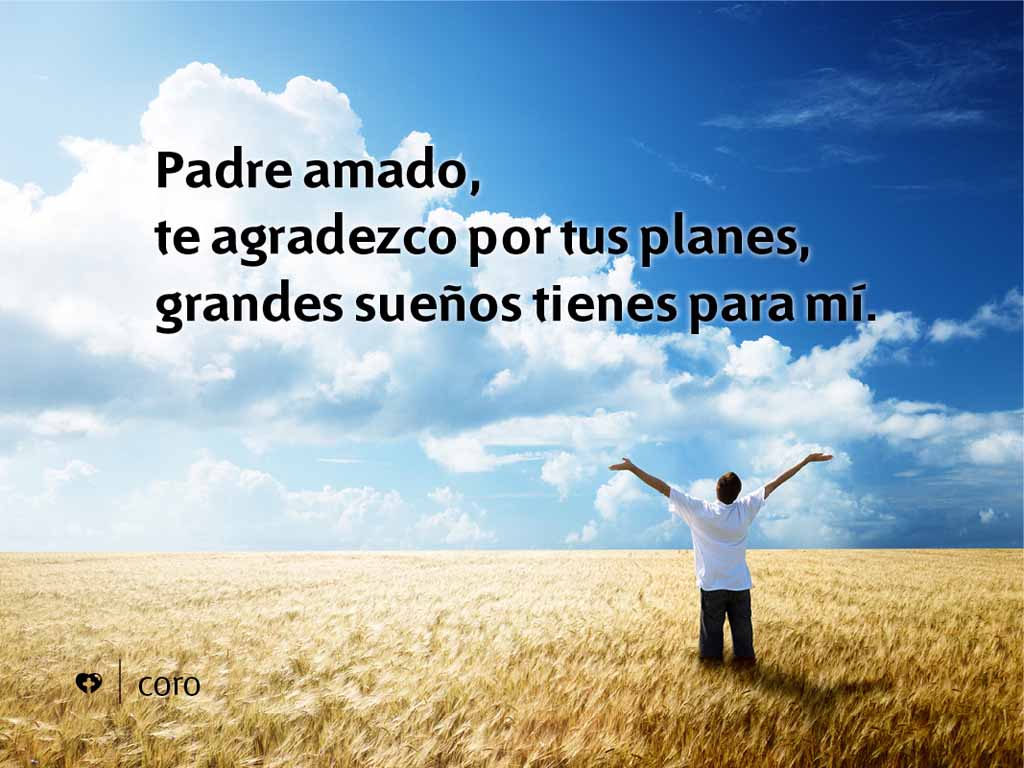 Padre amado,
te agradezco por tus planes,
grandes sueños tienes para mí.
coro